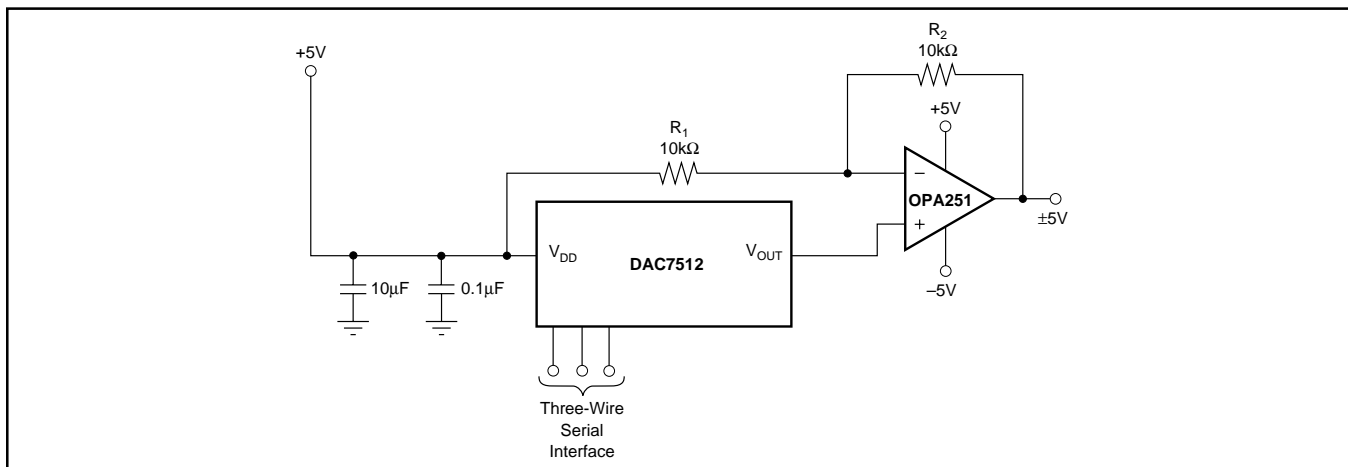 R2
10kΩ
+5V
+5V
R1
10kΩ
–
OPA251
+
±5V
–5V
VDD
DAC7512
VOUT
10µF
0.1µF
Three-Wire
Serial
Interface